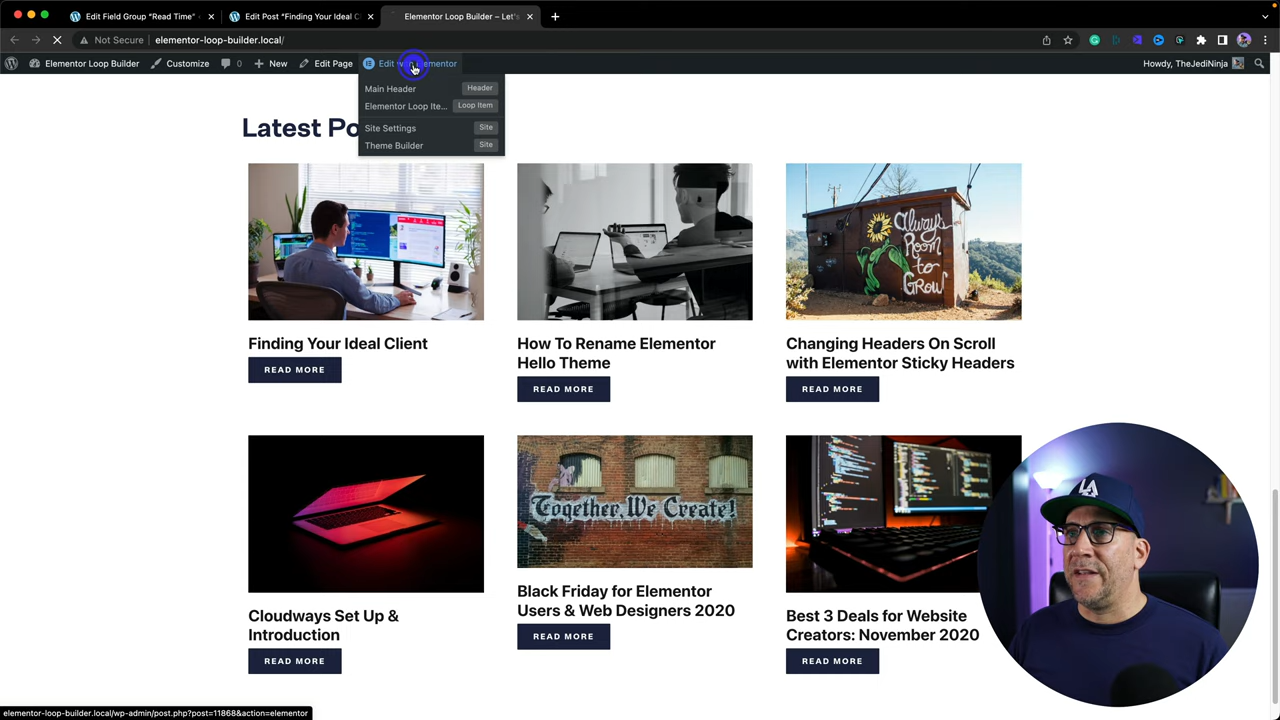 Edit Field Group “Read Time” ‹
Edit Post “Finding Your Ideal C
Elementor Loop Builder – Let's
Not Secure
elementor-loop-builder.local/
Elementor Loop Builder
Customize
0
New
Edit Page
Edit with Elementor
Howdy, TheJediNinja
Main Header
Header
Elementor Loop Ite...
Loop Item
Site Settings
Site
Theme Builder
Site
Latest Po
Always
Room
to
Grow
Finding Your Ideal Client
READ MORE
How To Rename Elementor
Hello Theme
READ MORE
Changing Headers On Scroll
with Elementor Sticky Headers
READ MORE
Together, We Create!
Cloudways Set Up &
Introduction
READ MORE
Black Friday for Elementor
Users & Web Designers 2020
READ MORE
Best 3 Deals for Website
Creators: November 2020
READ MORE
LA
elementor-loop-builder.local/wp-admin/post.php?post=11868&action=elementor